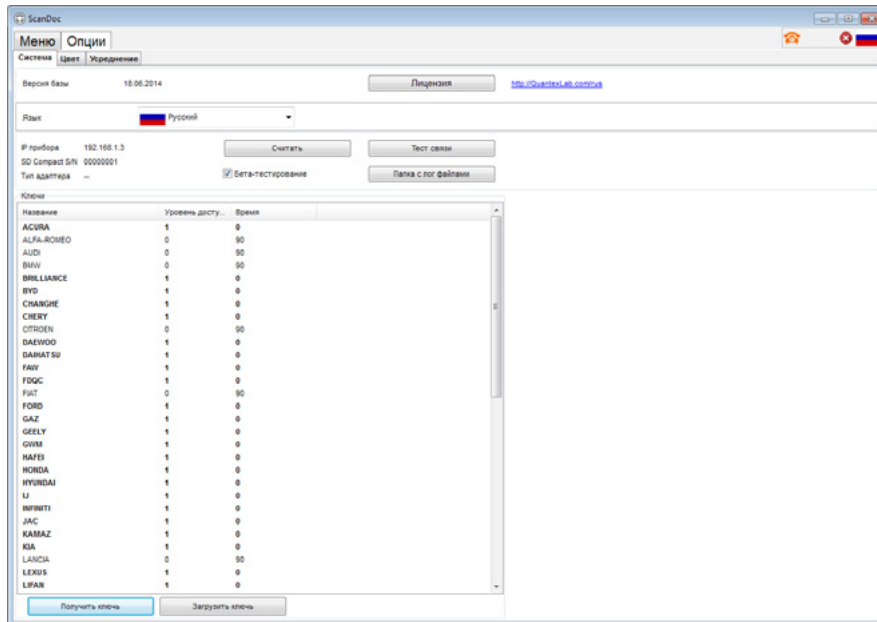 ScanDoc
Меню Опции
Система Цвет Усреднение
Версия базы 18.06.2014 Лицензия http://QuantexLab.com/rus
Язык Русский
IP прибора 192.168.1.3 Считать Тест связи
SD Compact S/N 00000001
Тип адаптера -- Бета-тестирование Папка с лог файлами
Ключи
Название Уровень досту... Время
ACURA 1 0
ALFA-ROMEO 0 90
AUDI 0 90
BMW 0 90
BRILLIANCE 1 0
BYD 1 0
CHANGHE 1 0
CHERY 1 0
CITROEN 0 90
DAEWOO 1 0
DAIHATSU 1 0
FAW 1 0
FDQC 1 0
FIAT 0 90
FORD 1 0
GAZ 1 0
GEELY 1 0
GWM 1 0
HAFEI 1 0
HONDA 1 0
HYUNDAI 1 0
IJ 1 0
INFINITI 1 0
JAC 1 0
KAMAZ 1 0
KIA 1 0
LANCIA 0 90
LEXUS 1 0
LIFAN 1 0
Получить ключь Загрузить ключь